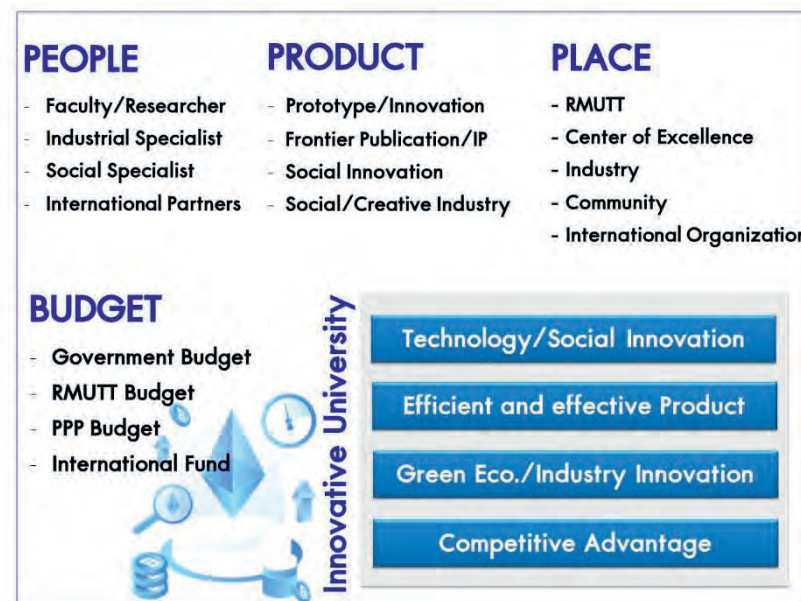 PEOPLE
- Faculty/Researcher
- Industrial Specialist
- Social Specialist
- International Partners
PRODUCT
- Prototype/Innovation
- Frontier Publication/IP
- Social Innovation
- Social/Creative Industry
PLACE
- RMUTT
- Center of Excellence
- Industry
- Community
- International Organization
BUDGET
- Government Budget
- RMUTT Budget
- PPP Budget
- International Fund
Innovative University
Technology/Social Innovation
Efficient and effective Product
Green Eco./Industry Innovation
Competitive Advantage